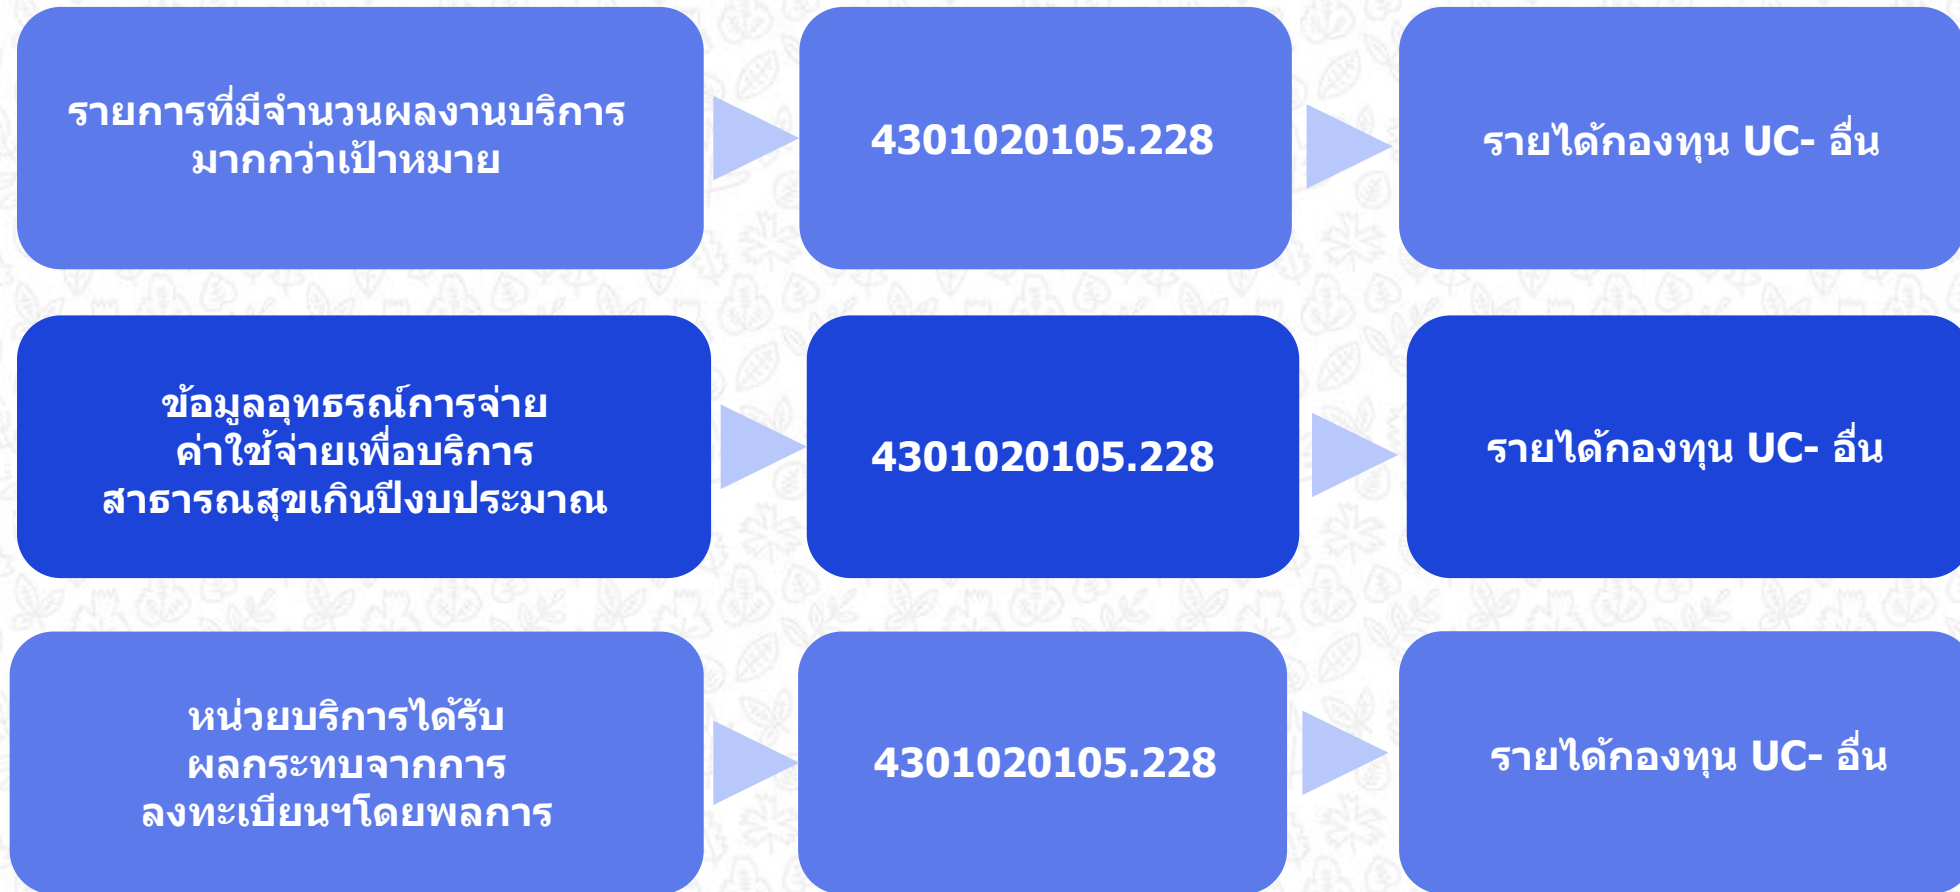 รายการที่มีจำนวนผลงานบริการ
มากกว่าเป้าหมาย
4301020105.228
รายได้กองทุน UC- อื่น
ข้อมูลอุทธรณ์การจ่าย
ค่าใช้จ่ายเพื่อบริการ
สาธารณสุขเกินปีงบประมาณ
4301020105.228
รายได้กองทุน UC- อื่น
หน่วยบริการได้รับ
ผลกระทบจากการ
ลงทะเบียนฯโดยพลการ
4301020105.228
รายได้กองทุน UC- อื่น